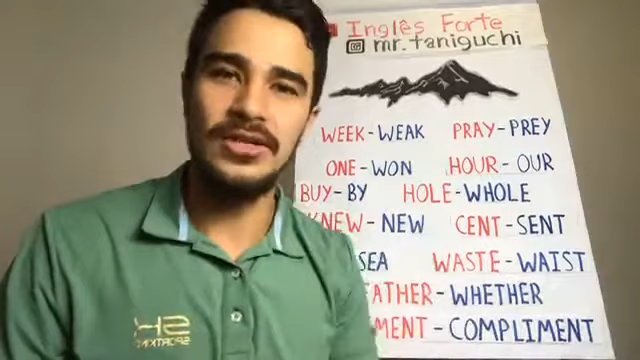 Inglês Forte
mr.taniguchi
WEEK-WEAK PRAY-PREY
ONE-WON HOUR-OUR
BUY-BY HOLE-WHOLE
KNEW-NEW CENT-SENT
SEA WASTE-WAIST
WHETHER
COMPLIMENT